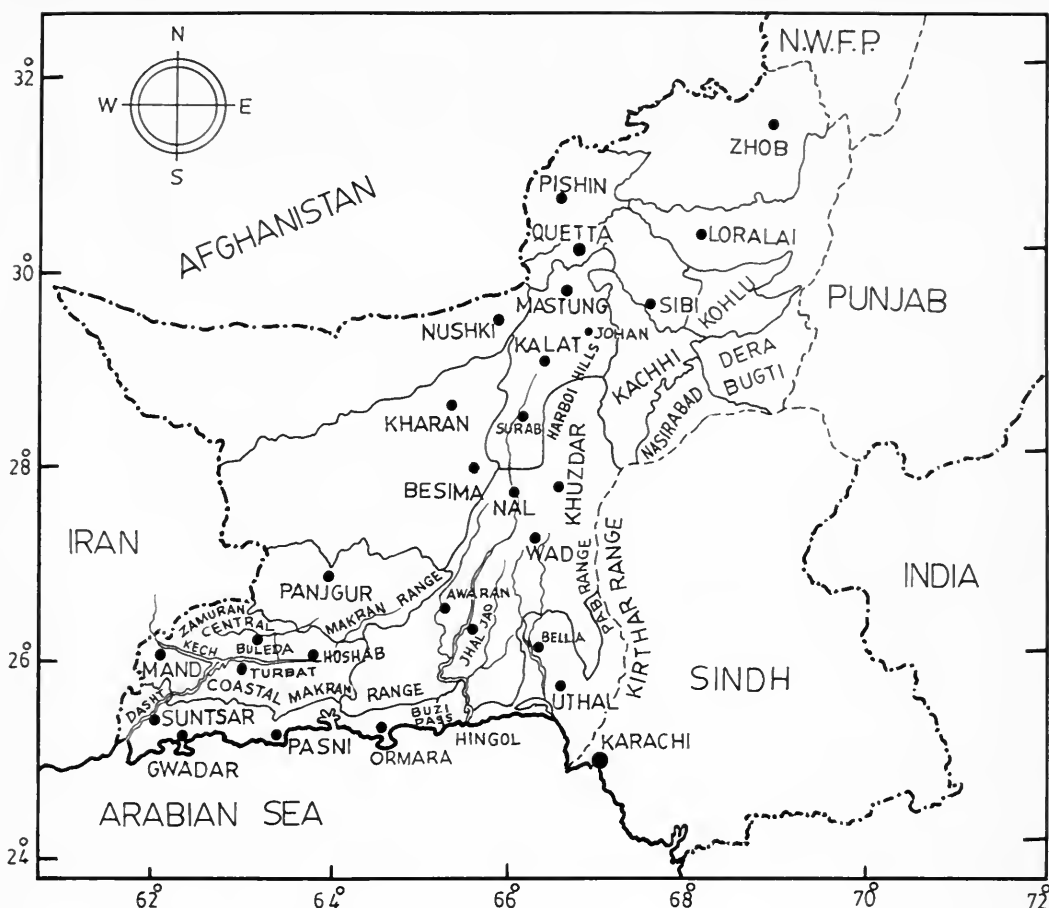 N
W
E
S
N.W.F.P.
32°
ZHOB
PISHIN
AFGHANISTAN
QUETTA
LORALAI
30°
MASTUNG
SIBI
KOHLU
PUNJAB
NUSHKI
JOHAN
KALAT
HARBOI HILLS
KACHHI
DERA
BUGTI
NASIRABAD
KHARAN
SURAB
28°
BESIMA
NAL
KHUZDAR
IRAN
WAD
PAB RANGE
KIRTHAR RANGE
INDIA
PANJGUR
ZAMURAN
CENTRAL MAKRAN RANGE
AWARAN
JHAL JAO
BELLA
KECH
BULEDA
HOSHAB
26°
MAND
TURBAT
DASHT
COASTAL MAKRAN RANGE
SINDH
SUNTSAR
BUZI
PASS
UTHAL
GWADAR
PASNI
ORMARA
HINGOL
KARACHI
ARABIAN SEA
24°
62°
64°
66°
68°
70°
72°